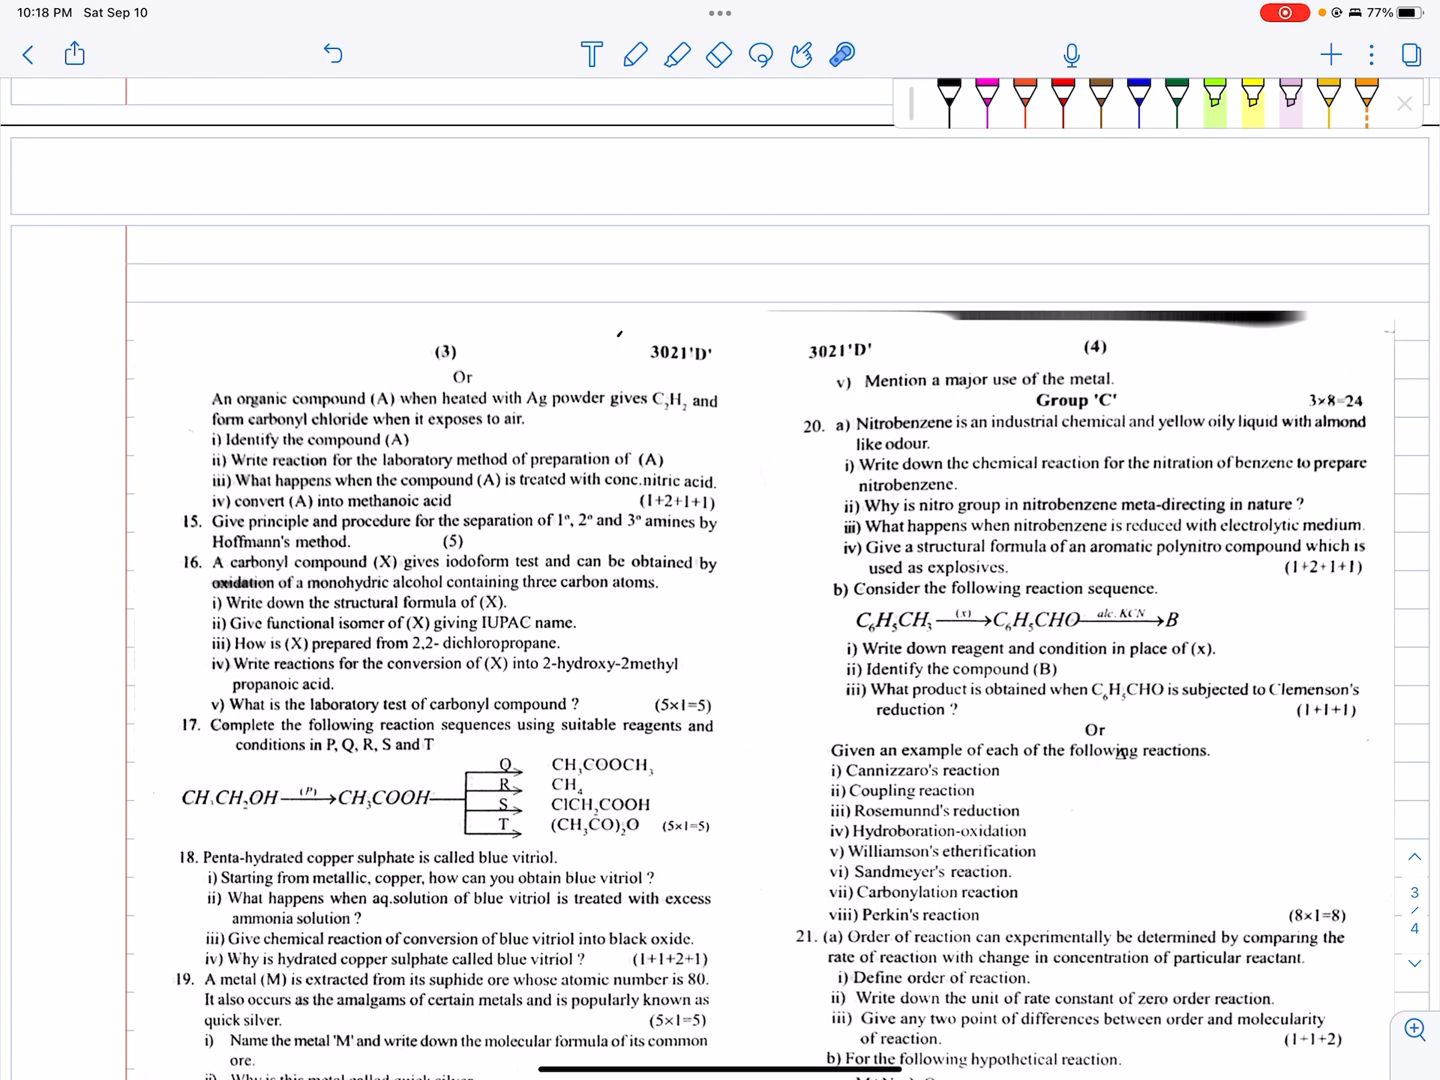 10:18 PM Sat Sep 10
77%
(3)
3021'D'
Or
An organic compound (A) when heated with Ag powder gives C₂H₂ and
form carbonyl chloride when it exposes to air.
i) Identify the compound (A)
ii) Write reaction for the laboratory method of preparation of (A)
iii) What happens when the compound (A) is treated with conc.nitric acid.
iv) convert (A) into methanoic acid (1+2+1+1)
15. Give principle and procedure for the separation of 1º, 2º and 3º amines by
Hoffmann's method. (5)
16. A carbonyl compound (X) gives iodoform test and can be obtained by
oxidation of a monohydric alcohol containing three carbon atoms.
i) Write down the structural formula of (X).
ii) Give functional isomer of (X) giving IUPAC name.
iii) How is (X) prepared from 2,2- dichloropropane.
iv) Write reactions for the conversion of (X) into 2-hydroxy-2methyl
propanoic acid.
v) What is the laboratory test of carbonyl compound ? (5×1=5)
17. Complete the following reaction sequences using suitable reagents and
conditions in P, Q, R, S and T
CH₃CH₂OH (P) CH₃COOH
Q CH₃COOCH₃
R CH₄
S ClCH₂COOH
T (CH₃CO)₂O (5×1=5)
18. Penta-hydrated copper sulphate is called blue vitriol.
i) Starting from metallic, copper, how can you obtain blue vitriol ?
ii) What happens when aq.solution of blue vitriol is treated with excess
ammonia solution ?
iii) Give chemical reaction of conversion of blue vitriol into black oxide.
iv) Why is hydrated copper sulphate called blue vitriol ? (1+1+2+1)
19. A metal (M) is extracted from its suphide ore whose atomic number is 80.
It also occurs as the amalgams of certain metals and is popularly known as
quick silver. (5×1=5)
i) Name the metal 'M' and write down the molecular formula of its common
ore.
ii) Why is this metal called quick silver
3021'D'
(4)
v) Mention a major use of the metal.
Group 'C' 3×8=24
20. a) Nitrobenzene is an industrial chemical and yellow oily liquid with almond
like odour.
i) Write down the chemical reaction for the nitration of benzene to prepare
nitrobenzene.
ii) Why is nitro group in nitrobenzene meta-directing in nature ?
iii) What happens when nitrobenzene is reduced with electrolytic medium.
iv) Give a structural formula of an aromatic polynitro compound which is
used as explosives. (1+2+1+1)
b) Consider the following reaction sequence.
C₆H₅CH₃ (x) C₆H₅CHO alc. KCN B
i) Write down reagent and condition in place of (x).
ii) Identify the compound (B)
iii) What product is obtained when C₆H₅CHO is subjected to Clemenson's
reduction ? (1+1+1)
Or
Given an example of each of the following reactions.
i) Cannizzaro's reaction
ii) Coupling reaction
iii) Rosemunnd's reduction
iv) Hydroboration-oxidation
v) Williamson's etherification
vi) Sandmeyer's reaction.
vii) Carbonylation reaction
viii) Perkin's reaction (8×1=8)
21. (a) Order of reaction can experimentally be determined by comparing the
rate of reaction with change in concentration of particular reactant.
i) Define order of reaction.
ii) Write down the unit of rate constant of zero order reaction.
iii) Give any two point of differences between order and molecularity
of reaction. (1+1+2)
b) For the following hypothetical reaction.
3
/
4